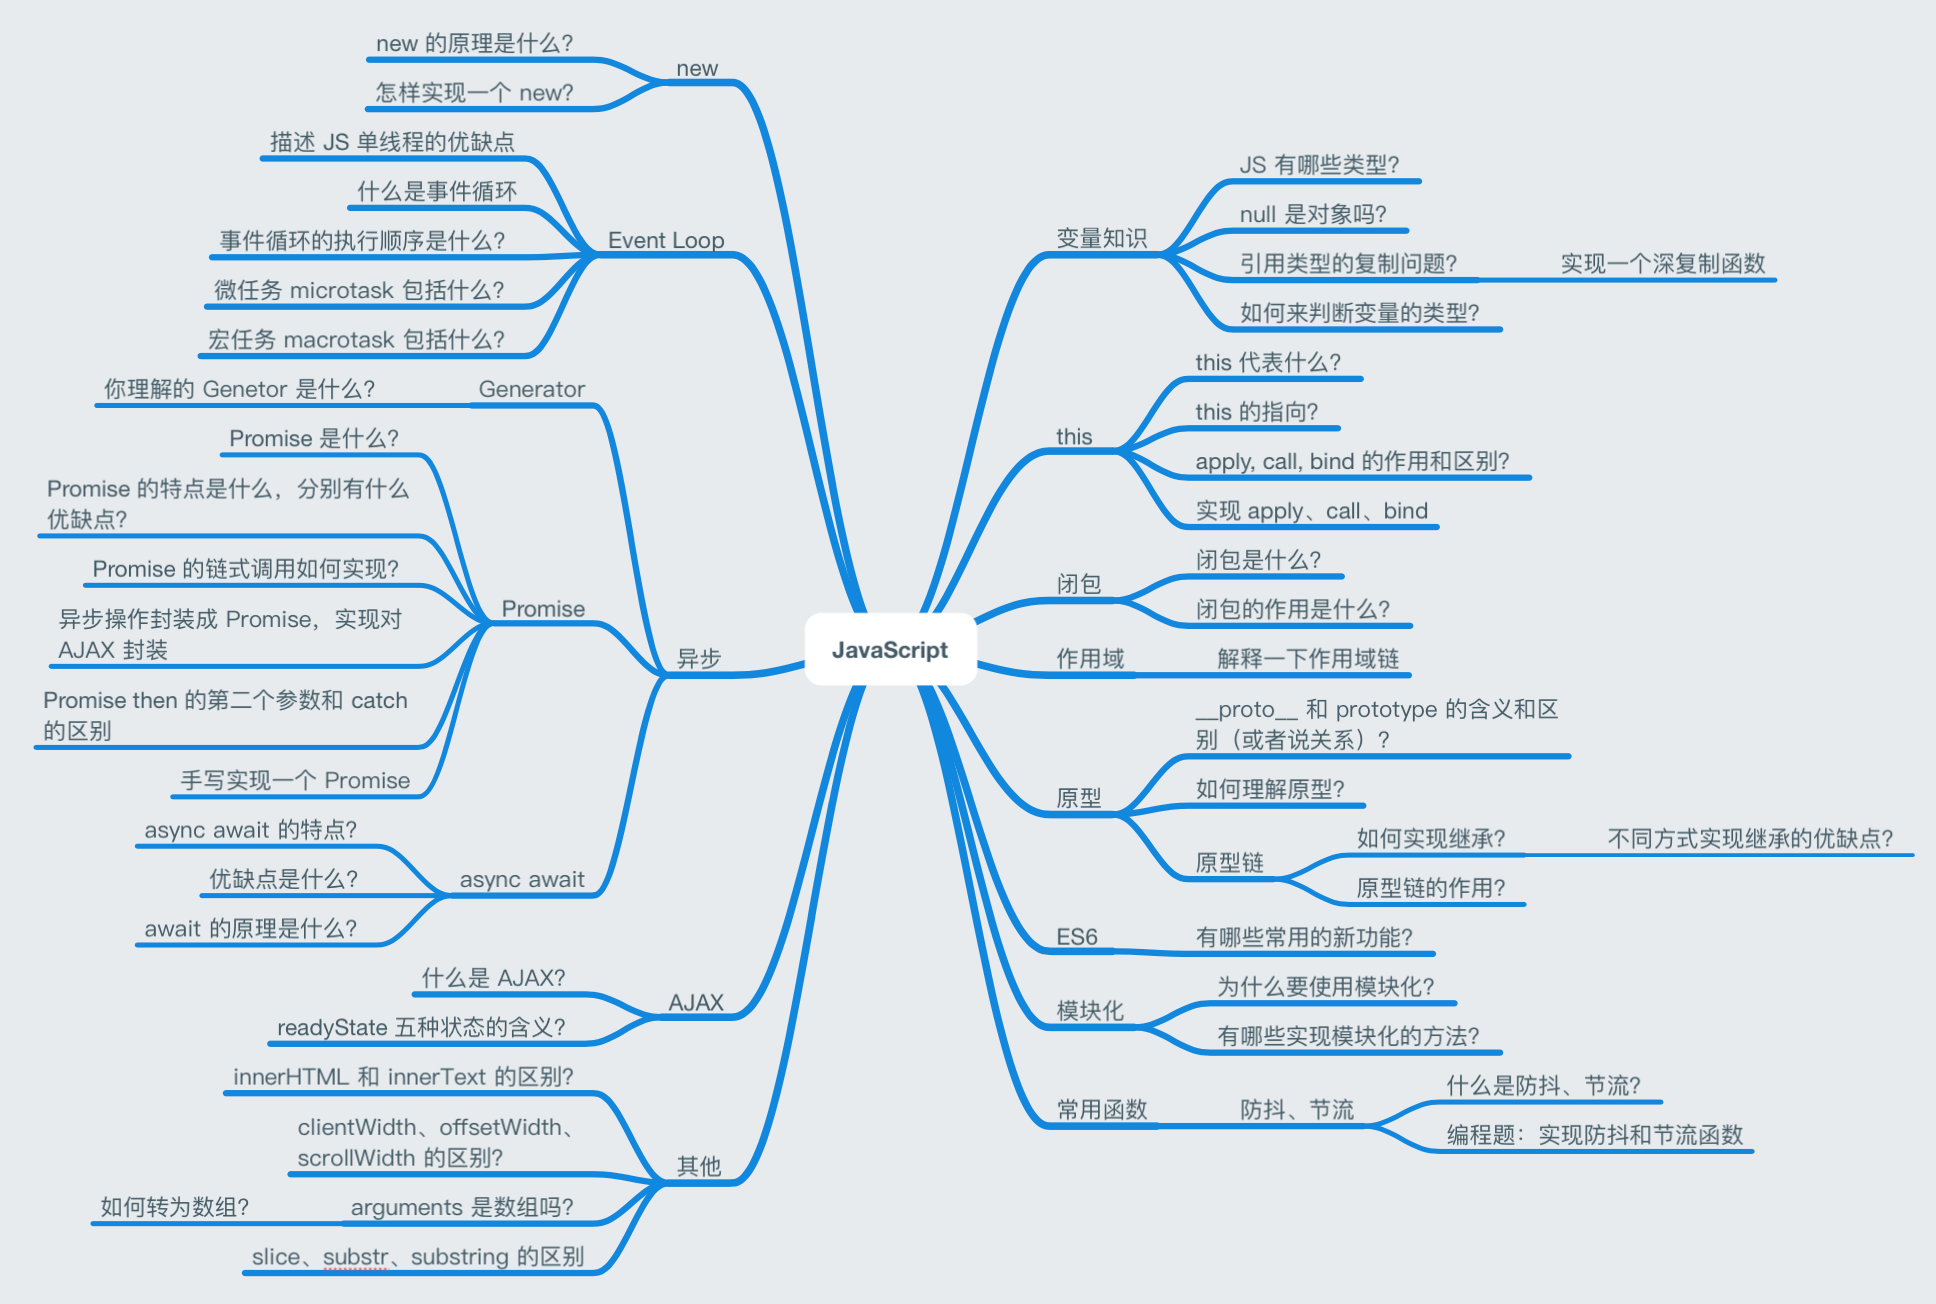 new 的原理是什么?
怎样实现一个 new?
new
描述 JS 单线程的优缺点
什么是事件循环
事件循环的执行顺序是什么?
微任务 microtask 包括什么?
宏任务 macrotask 包括什么?
Event Loop
你理解的 Genetor 是什么?
Generator
Promise 是什么?
Promise 的特点是什么，分别有什么
优缺点?
Promise 的链式调用如何实现?
异步操作封装成 Promise，实现对
AJAX 封装
Promise then 的第二个参数和 catch
的区别
手写实现一个 Promise
Promise
async await 的特点?
优缺点是什么?
await 的原理是什么?
async await
异步
什么是 AJAX?
readyState 五种状态的含义?
AJAX
innerHTML 和 innerText 的区别?
clientWidth、offsetWidth、
scrollWidth 的区别?
如何转为数组?
arguments 是数组吗?
slice、substr、substring 的区别
其他
JavaScript
变量知识
JS 有哪些类型?
null 是对象吗?
引用类型的复制问题?
实现一个深复制函数
如何来判断变量的类型?
this
this 代表什么?
this 的指向?
apply, call, bind 的作用和区别?
实现 apply、call、bind
闭包
闭包是什么?
闭包的作用是什么?
作用域
解释一下作用域链
原型
__proto__ 和 prototype 的含义和区
别（或者说关系）?
如何理解原型?
原型链
如何实现继承?
不同方式实现继承的优缺点?
原型链的作用?
ES6
有哪些常用的新功能?
模块化
为什么要使用模块化?
有哪些实现模块化的方法?
常用函数
防抖、节流
什么是防抖、节流?
编程题：实现防抖和节流函数